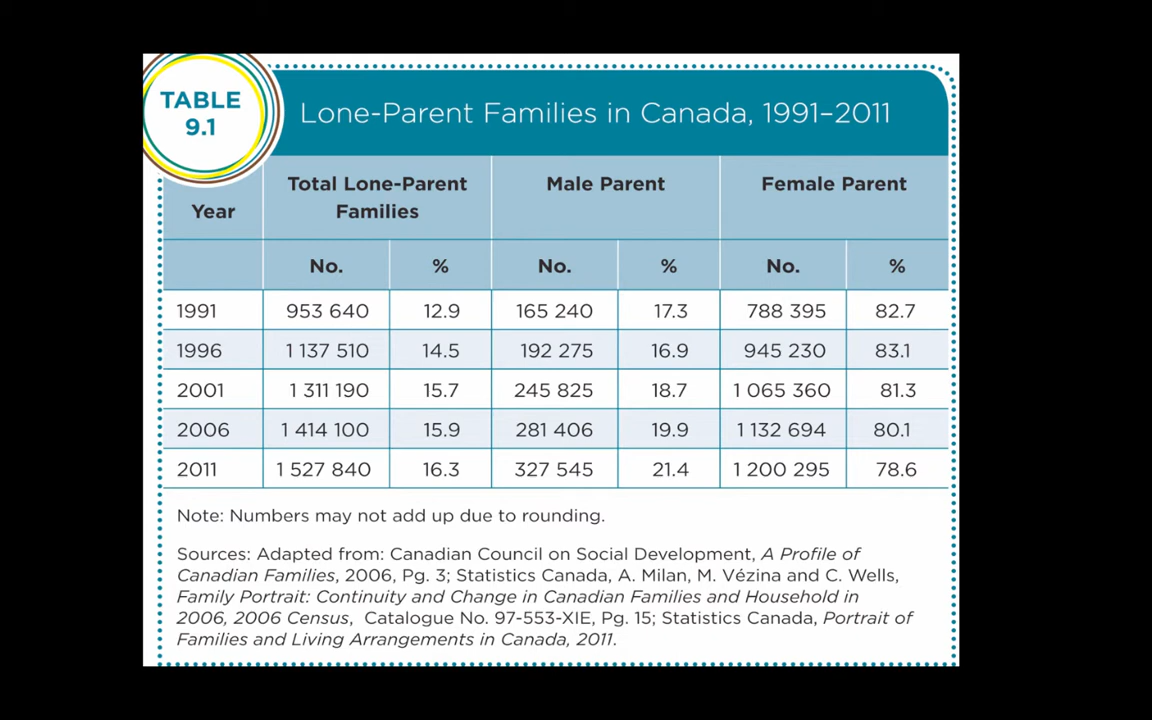 TABLE
9.1
Lone-Parent Families in Canada, 1991–2011
Year
Total Lone-Parent
Families
Male Parent
Female Parent
No. % No. % No. %
1991 953 640 12.9 165 240 17.3 788 395 82.7
1996 1 137 510 14.5 192 275 16.9 945 230 83.1
2001 1 311 190 15.7 245 825 18.7 1 065 360 81.3
2006 1 414 100 15.9 281 406 19.9 1 132 694 80.1
2011 1 527 840 16.3 327 545 21.4 1 200 295 78.6
Note: Numbers may not add up due to rounding.
Sources: Adapted from: Canadian Council on Social Development, A Profile of
Canadian Families, 2006, Pg. 3; Statistics Canada, A. Milan, M. Vézina and C. Wells,
Family Portrait: Continuity and Change in Canadian Families and Household in
2006, 2006 Census, Catalogue No. 97-553-XIE, Pg. 15; Statistics Canada, Portrait of
Families and Living Arrangements in Canada, 2011.